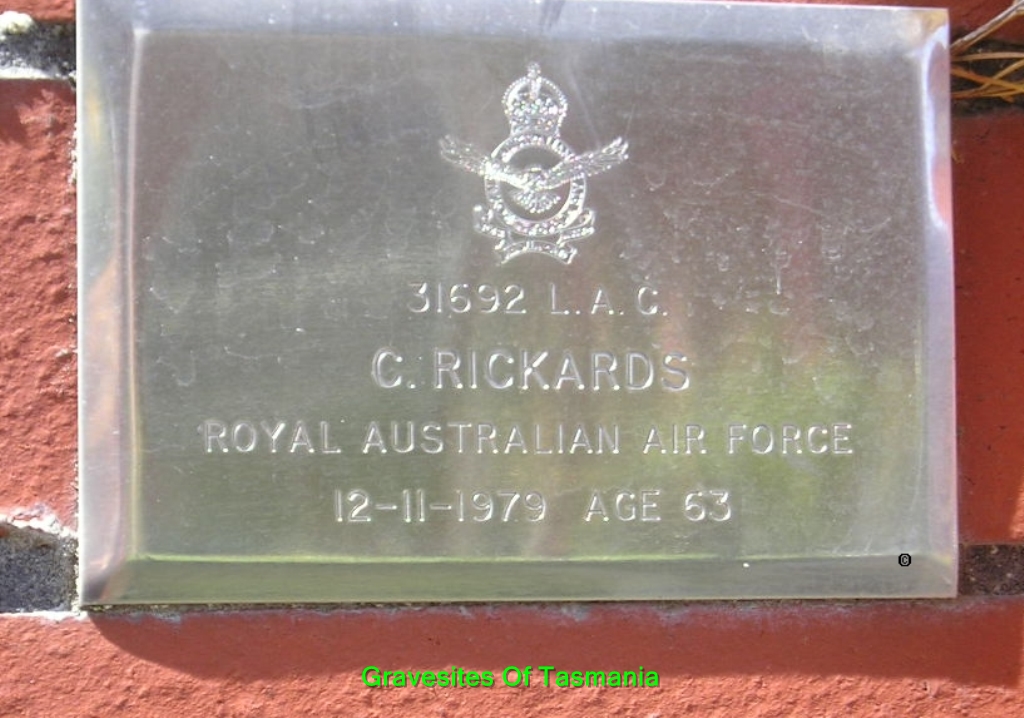 31692 L.A.C.
C. RICKARDS
ROYAL AUSTRALIAN AIR FORCE
12-11-1979 AGE 63
©
Gravesites Of Tasmania